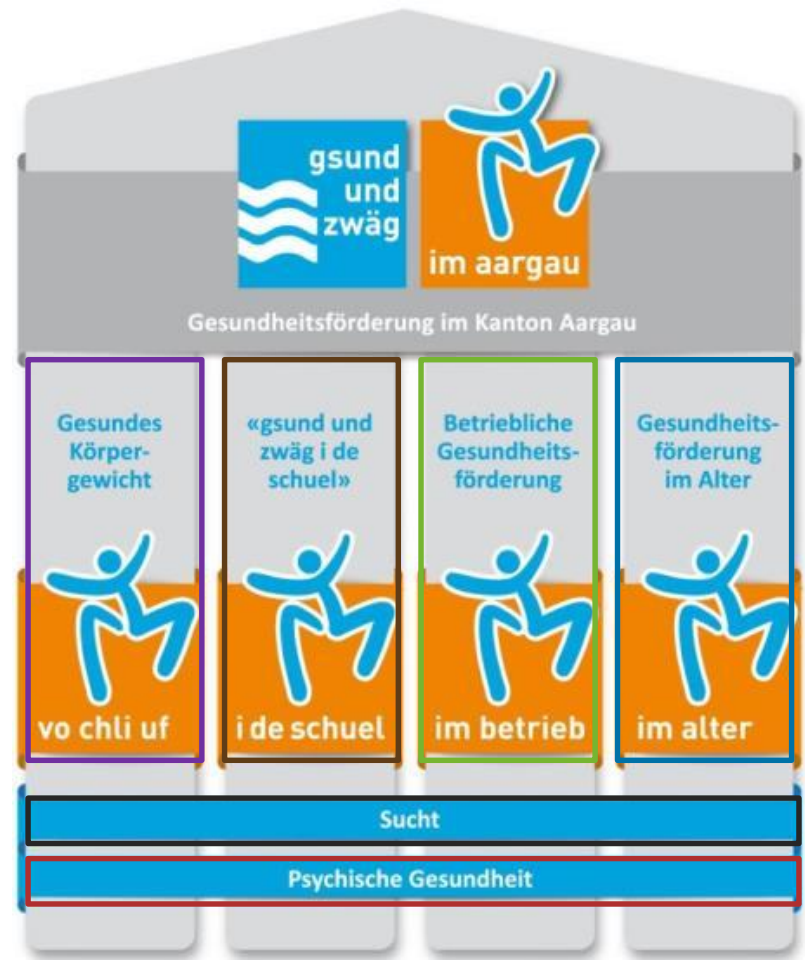 gsund
und
zwäg
im aargau
Gesundheitsförderung im Kanton Aargau
Gesundes
Körper-
gewicht
vo chli uf
«gsund und
zwäg i de
schuel»
i de schuel
Betriebliche
Gesundheits-
förderung
im betrieb
Gesundheits-
förderung
im Alter
im alter
Sucht
Psychische Gesundheit